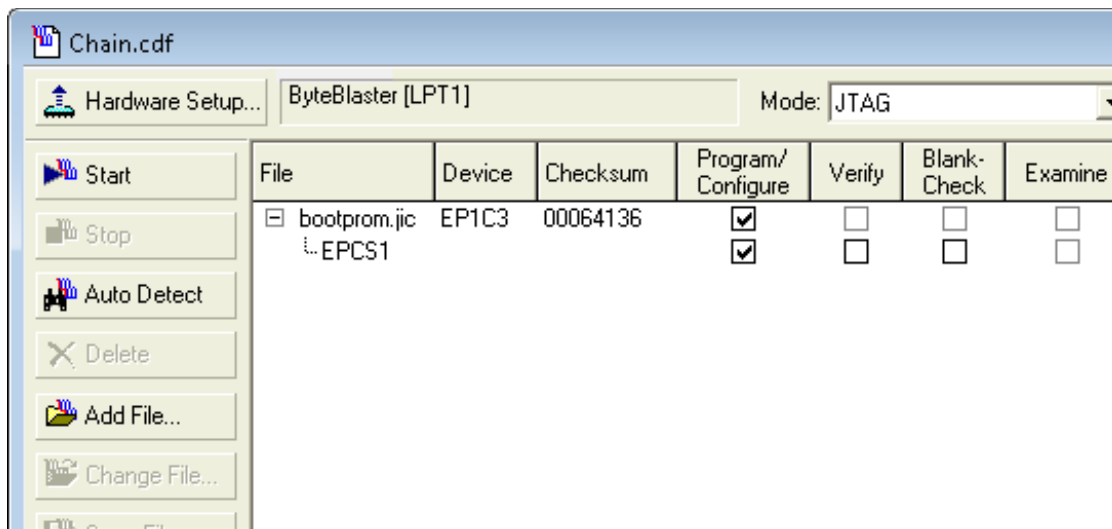 Chain.cdf
Hardware Setup... ByteBlaster [LPT1] Mode: JTAG
Start
Stop
Auto Detect
Delete
Add File...
Change File...
File Device Checksum Program/ Configure Verify Blank- Check Examine
bootprom.jic EP1C3 00064136
EPCS1